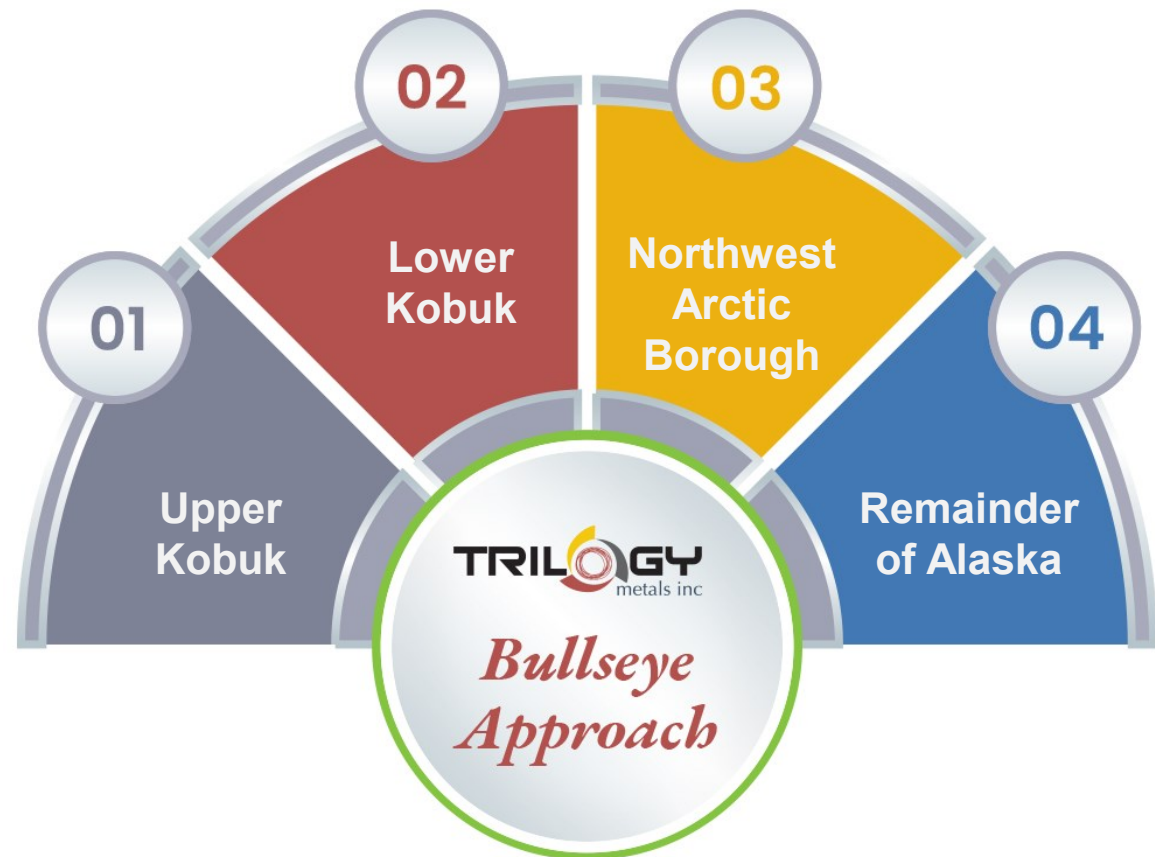 01
Upper
Kobuk
02
Lower
Kobuk
03
Northwest
Arctic
Borough
04
Remainder
of Alaska
TRILOGY
metals inc
Bullseye
Approach